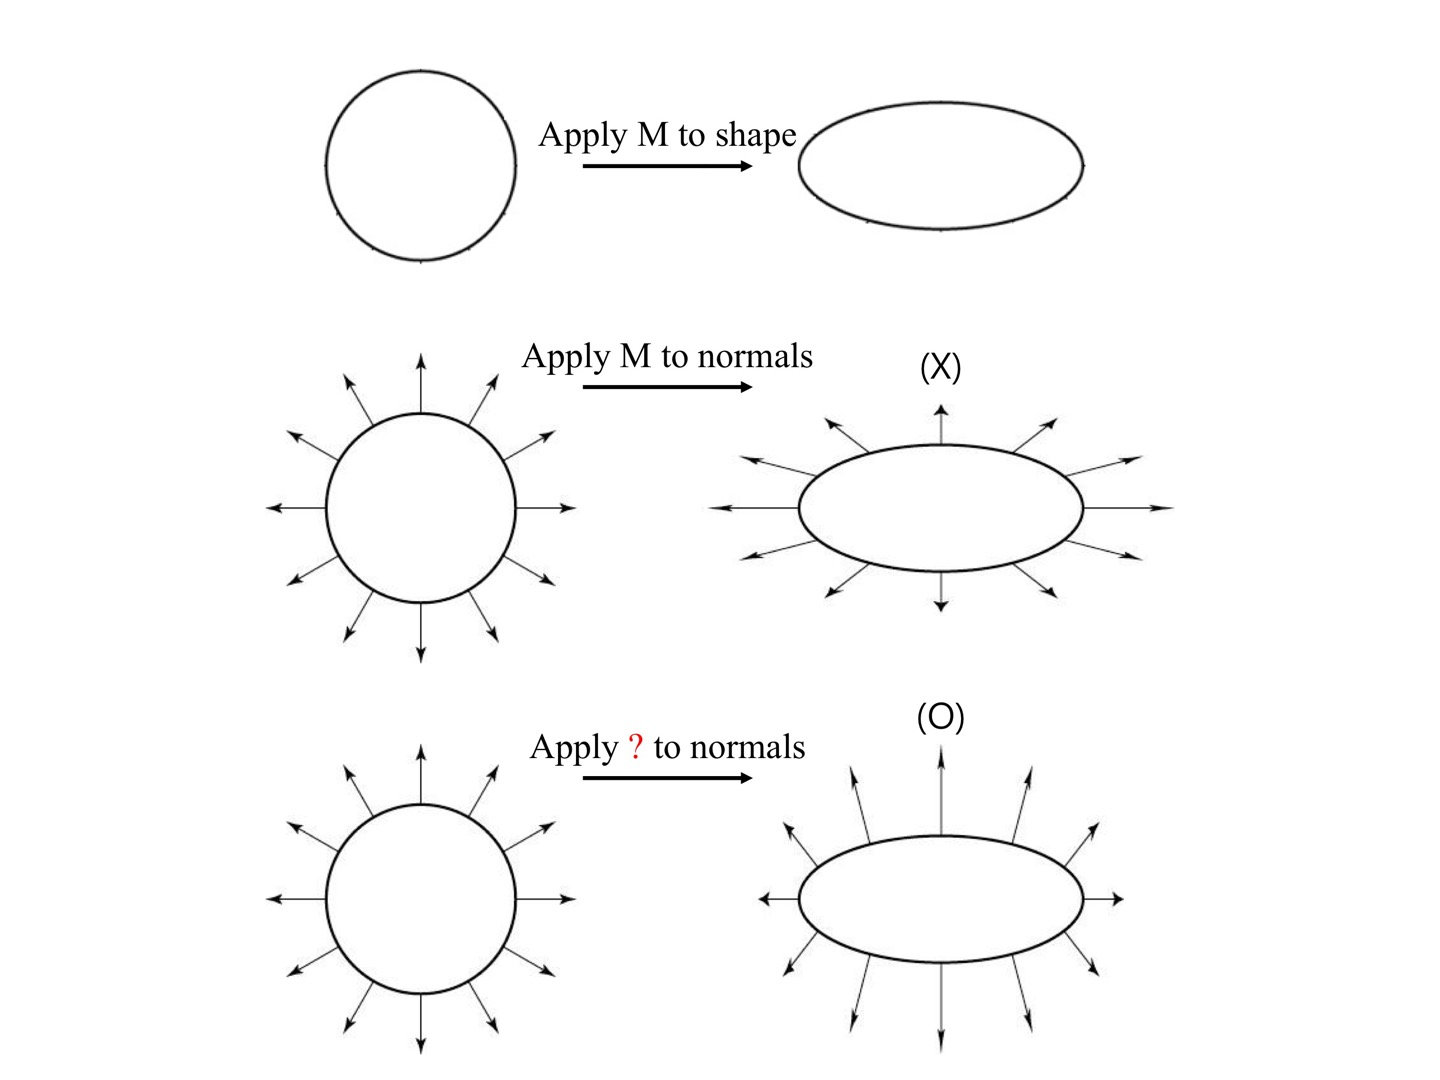 Apply M to shape
Apply M to normals
(X)
(O)
Apply ? to normals